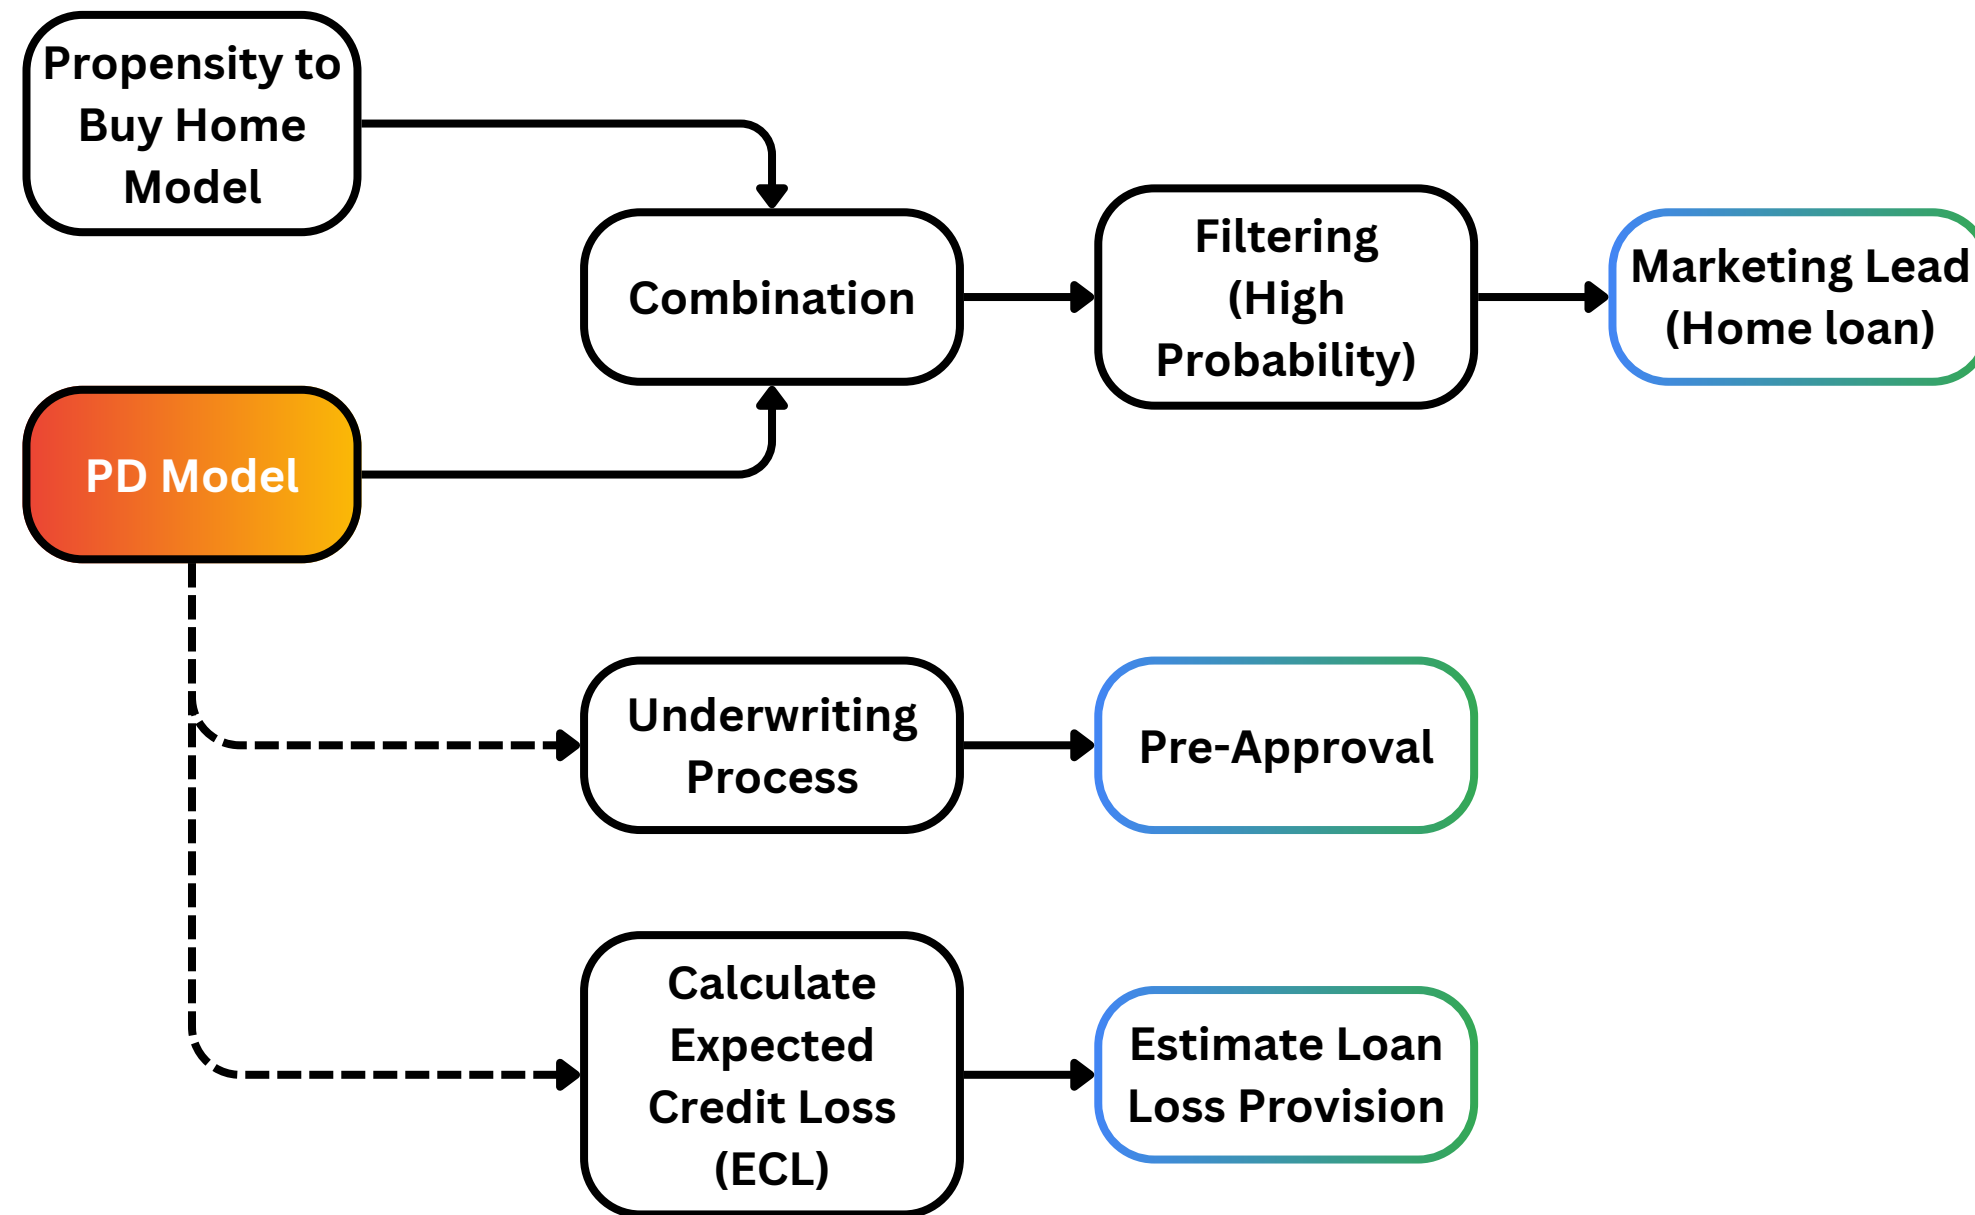 Propensity to
Buy Home
Model
Combination
Filtering
(High
Probability)
Marketing Lead
(Home loan)
PD Model
Underwriting
Process
Pre-Approval
Calculate
Expected
Credit Loss
(ECL)
Estimate Loan
Loss Provision